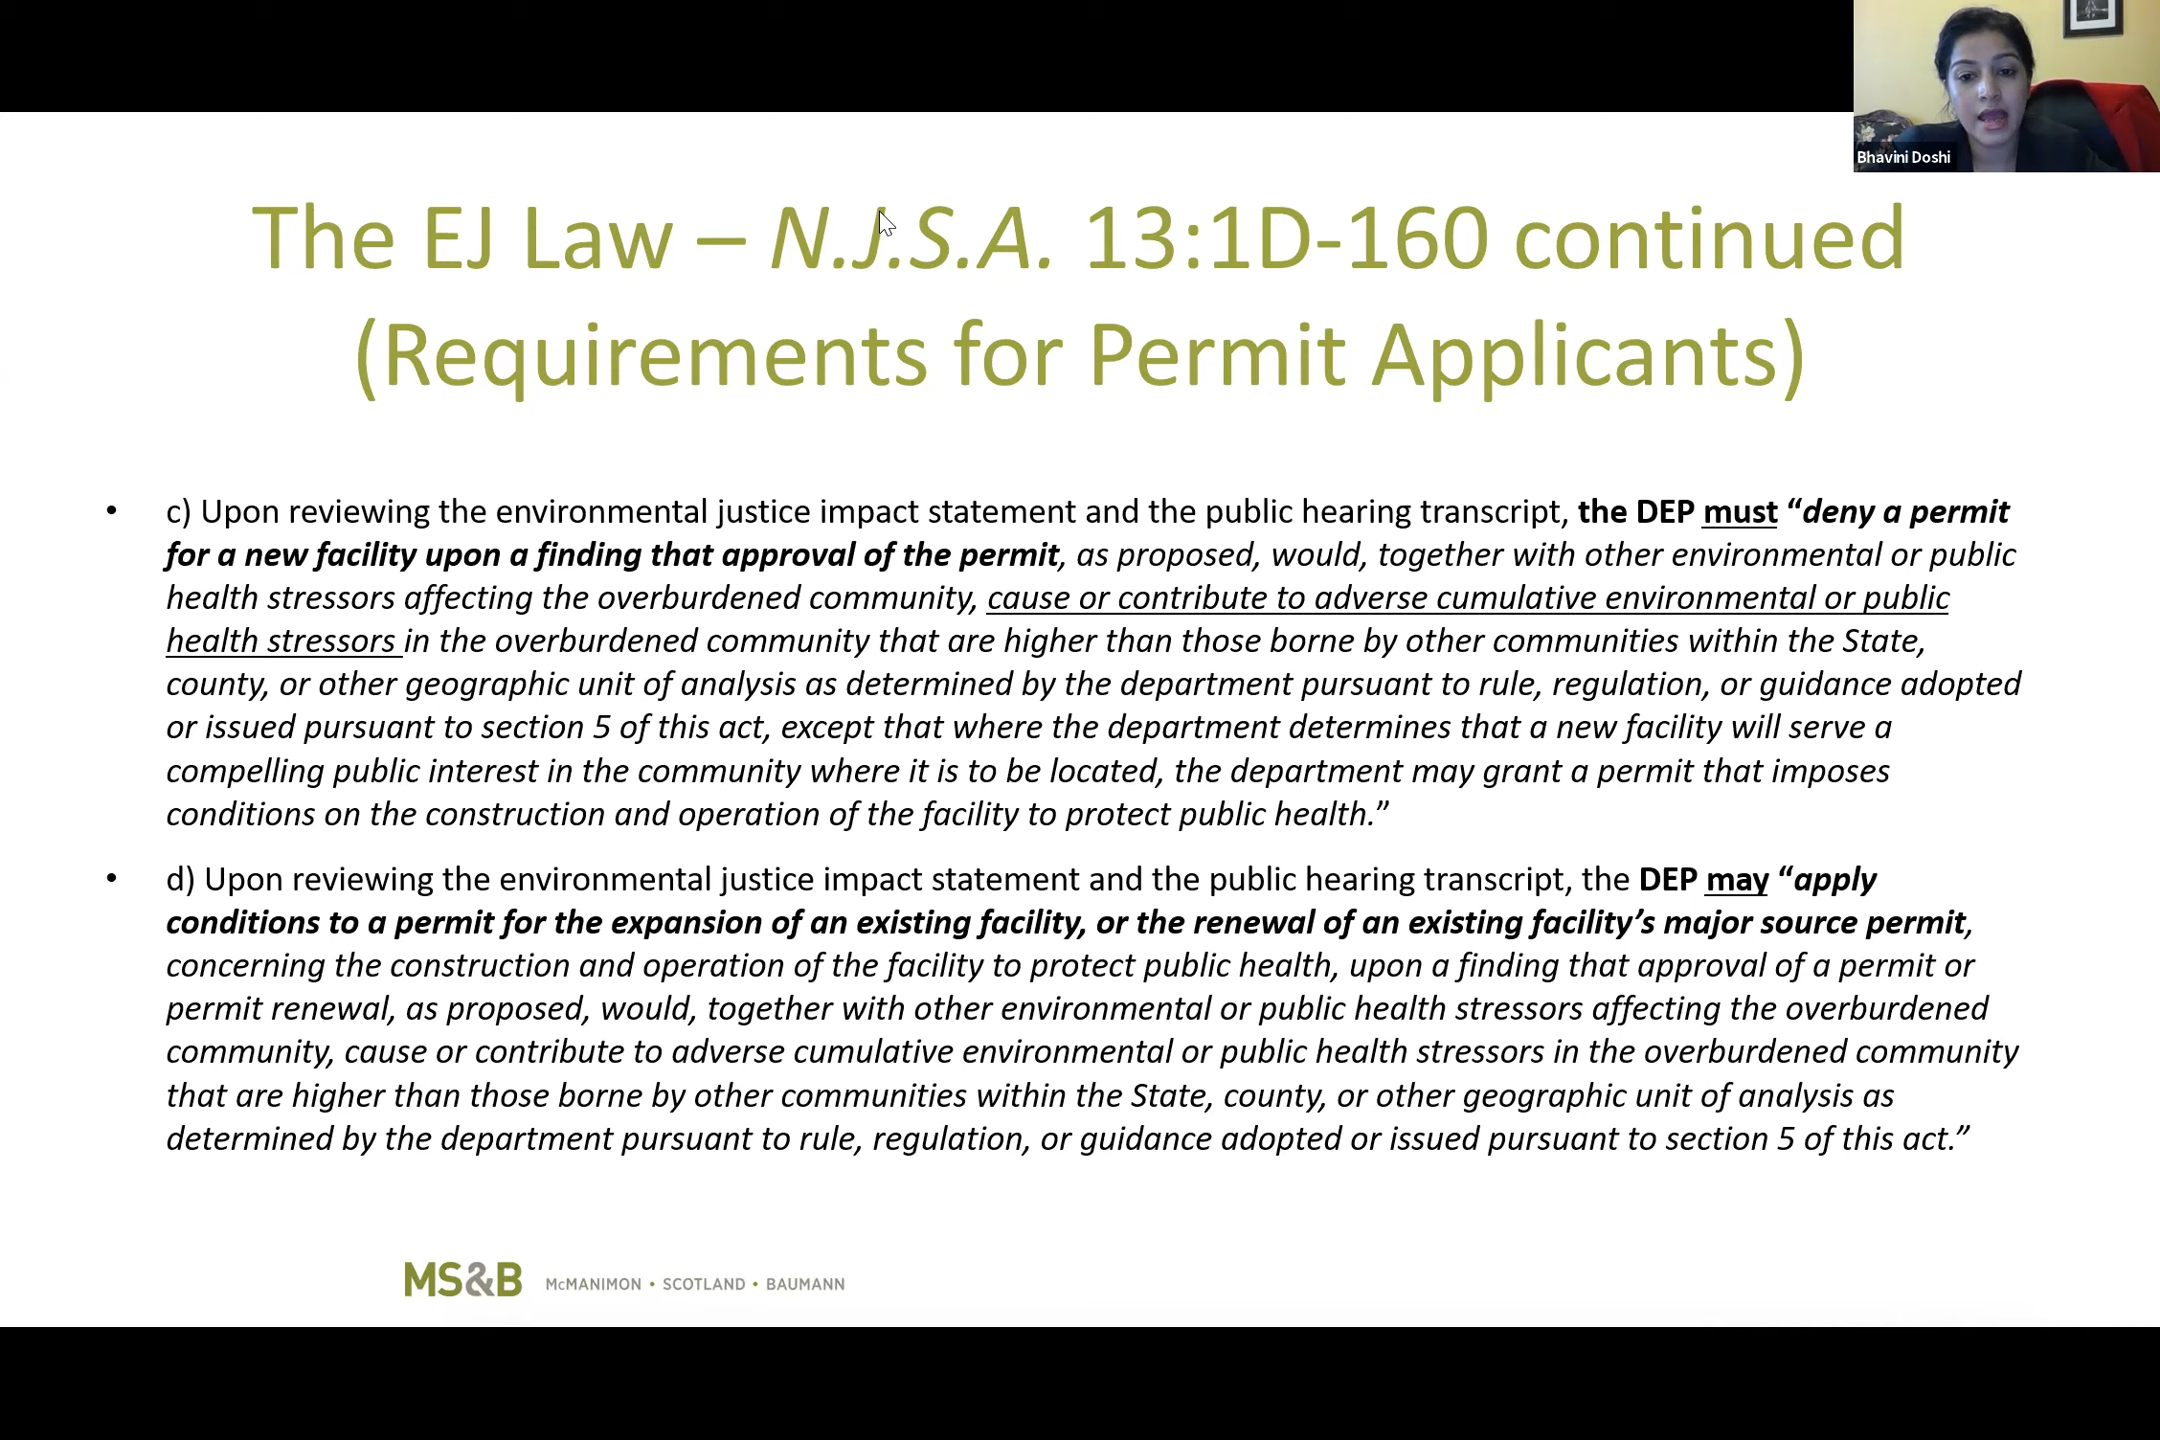 Bhavini Doshi
The EJ Law – N.J.S.A. 13:1D-160 continued
(Requirements for Permit Applicants)
• c) Upon reviewing the environmental justice impact statement and the public hearing transcript, the DEP must “deny a permit
for a new facility upon a finding that approval of the permit, as proposed, would, together with other environmental or public
health stressors affecting the overburdened community, cause or contribute to adverse cumulative environmental or public
health stressors in the overburdened community that are higher than those borne by other communities within the State,
county, or other geographic unit of analysis as determined by the department pursuant to rule, regulation, or guidance adopted
or issued pursuant to section 5 of this act, except that where the department determines that a new facility will serve a
compelling public interest in the community where it is to be located, the department may grant a permit that imposes
conditions on the construction and operation of the facility to protect public health.”
• d) Upon reviewing the environmental justice impact statement and the public hearing transcript, the DEP may “apply
conditions to a permit for the expansion of an existing facility, or the renewal of an existing facility’s major source permit,
concerning the construction and operation of the facility to protect public health, upon a finding that approval of a permit or
permit renewal, as proposed, would, together with other environmental or public health stressors affecting the overburdened
community, cause or contribute to adverse cumulative environmental or public health stressors in the overburdened community
that are higher than those borne by other communities within the State, county, or other geographic unit of analysis as
determined by the department pursuant to rule, regulation, or guidance adopted or issued pursuant to section 5 of this act.”
MS&B McMANIMON • SCOTLAND • BAUMANN